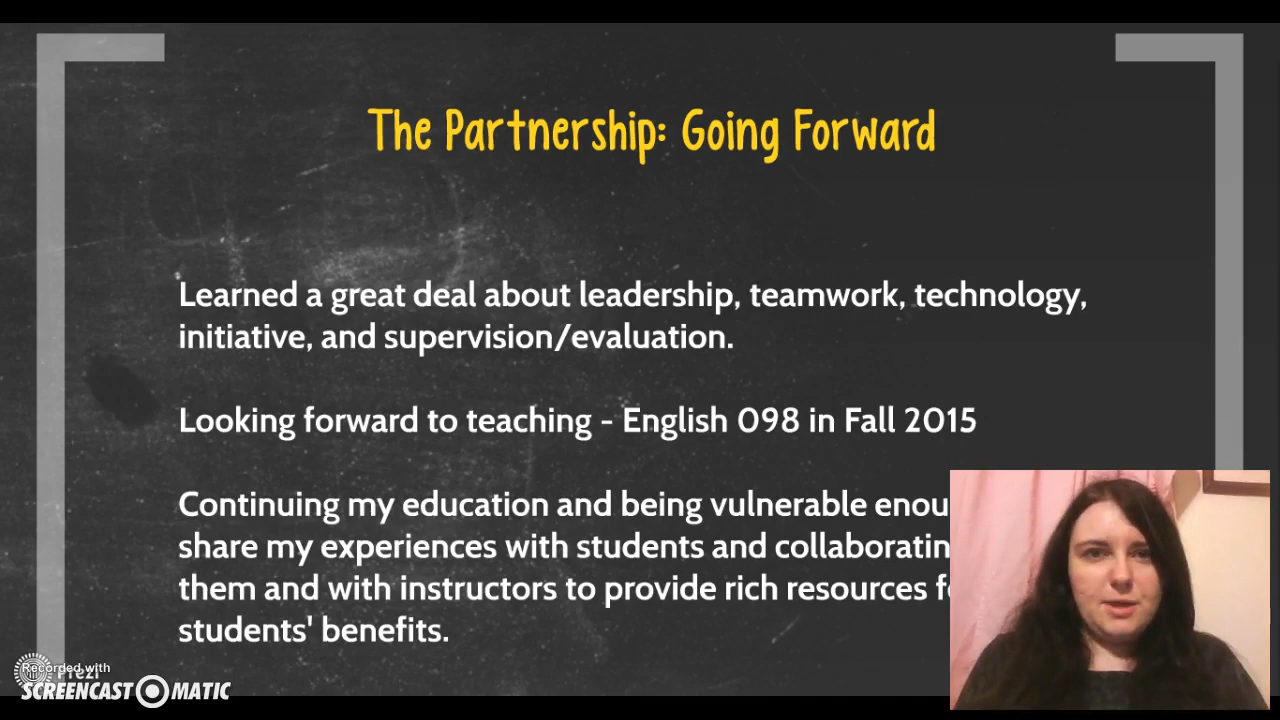 The Partnership: Going Forward
Learned a great deal about leadership, teamwork, technology,
initiative, and supervision/evaluation.
Looking forward to teaching - English 098 in Fall 2015
Continuing my education and being vulnerable enou
share my experiences with students and collaboratin
them and with instructors to provide rich resources f
students' benefits.
Recorded with
Prezi
SCREENCAST-O-MATIC